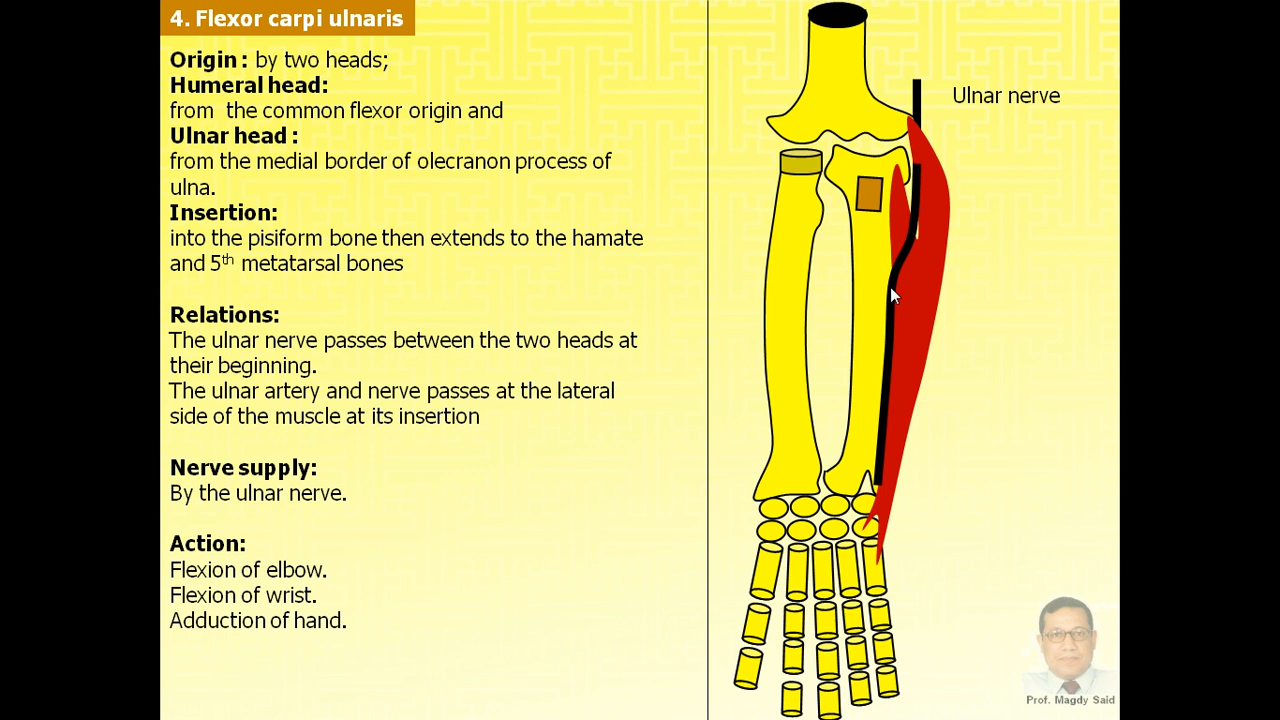 4. Flexor carpi ulnaris
Origin : by two heads;
Humeral head:
from the common flexor origin and
Ulnar head :
from the medial border of olecranon process of
ulna.
Insertion:
into the pisiform bone then extends to the hamate
and 5th metatarsal bones
Relations:
The ulnar nerve passes between the two heads at
their beginning.
The ulnar artery and nerve passes at the lateral
side of the muscle at its insertion
Nerve supply:
By the ulnar nerve.
Action:
Flexion of elbow.
Flexion of wrist.
Adduction of hand.
Ulnar nerve
Prof. Magdy Said